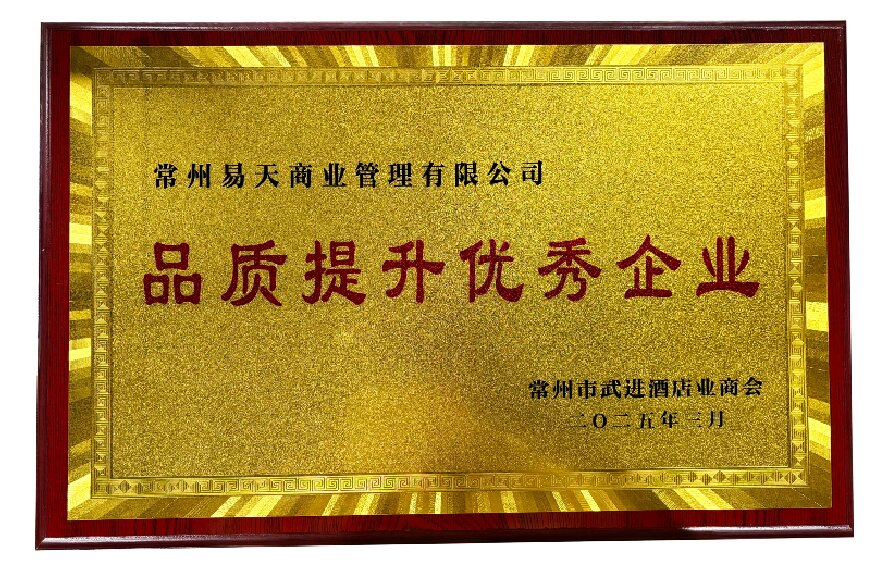 常州易天商业管理有限公司
品质提升优秀企业
常州市武进酒店业商会
二〇二五年三月